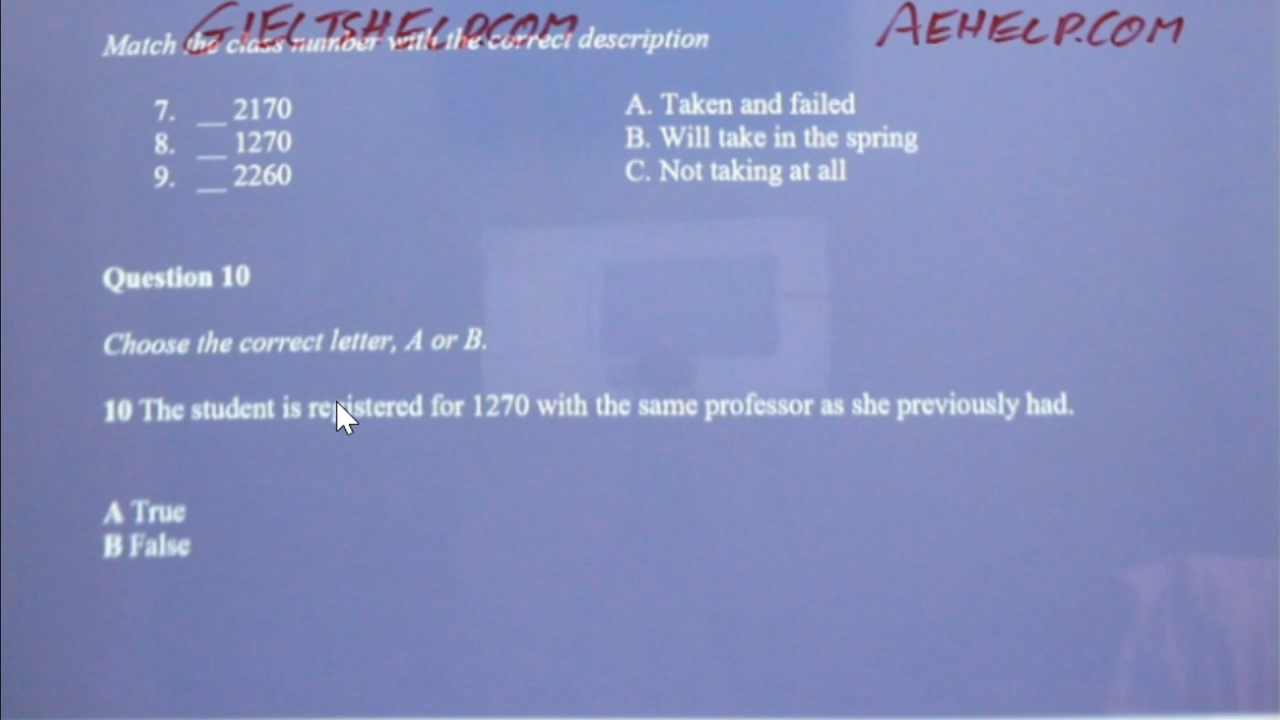 GIELTSHELP.COM AEHELP.COM
Match the class number with the correct description
7. __ 2170 A. Taken and failed
8. __ 1270 B. Will take in the spring
9. __ 2260 C. Not taking at all
Question 10
Choose the correct letter, A or B.
10 The student is registered for 1270 with the same professor as she previously had.
A True
B False